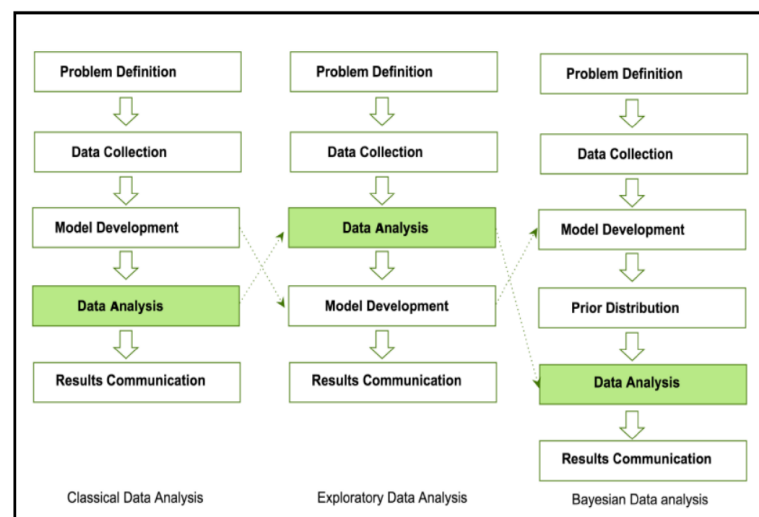 Problem Definition
Data Collection
Model Development
Data Analysis
Results Communication
Classical Data Analysis
Problem Definition
Data Collection
Data Analysis
Model Development
Results Communication
Exploratory Data Analysis
Problem Definition
Data Collection
Model Development
Prior Distribution
Data Analysis
Results Communication
Bayesian Data analysis